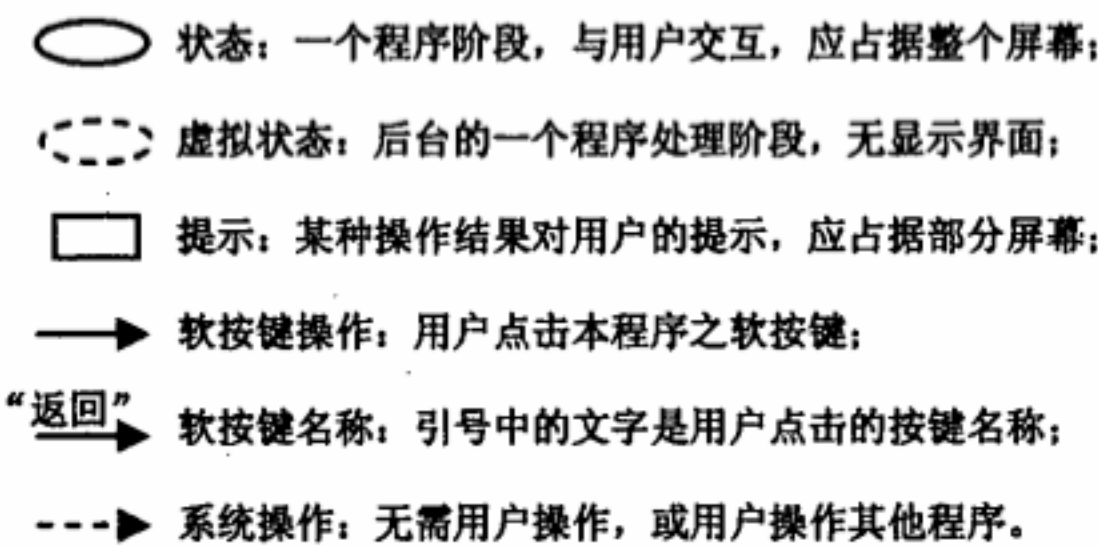 状态：一个程序阶段，与用户交互，应占据整个屏幕；
虚拟状态：后台的一个程序处理阶段，无显示界面；
提示：某种操作结果对用户的提示，应占据部分屏幕；
软按键操作：用户点击本程序之软按键；
“返回” 软按键名称：引号中的文字是用户点击的按键名称；
系统操作：无需用户操作，或用户操作其他程序。